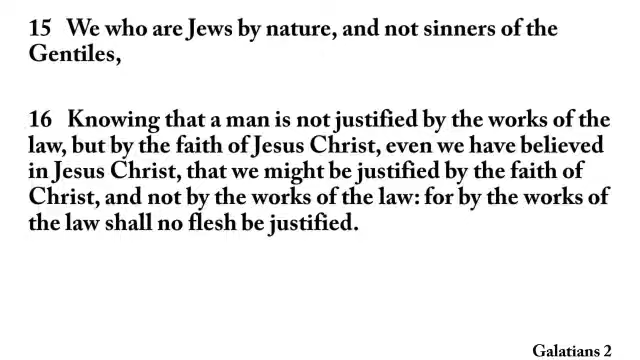 15 We who are Jews by nature, and not sinners of the
Gentiles,
16 Knowing that a man is not justified by the works of the
law, but by the faith of Jesus Christ, even we have believed
in Jesus Christ, that we might be justified by the faith of
Christ, and not by the works of the law: for by the works of
the law shall no flesh be justified.
Galatians 2